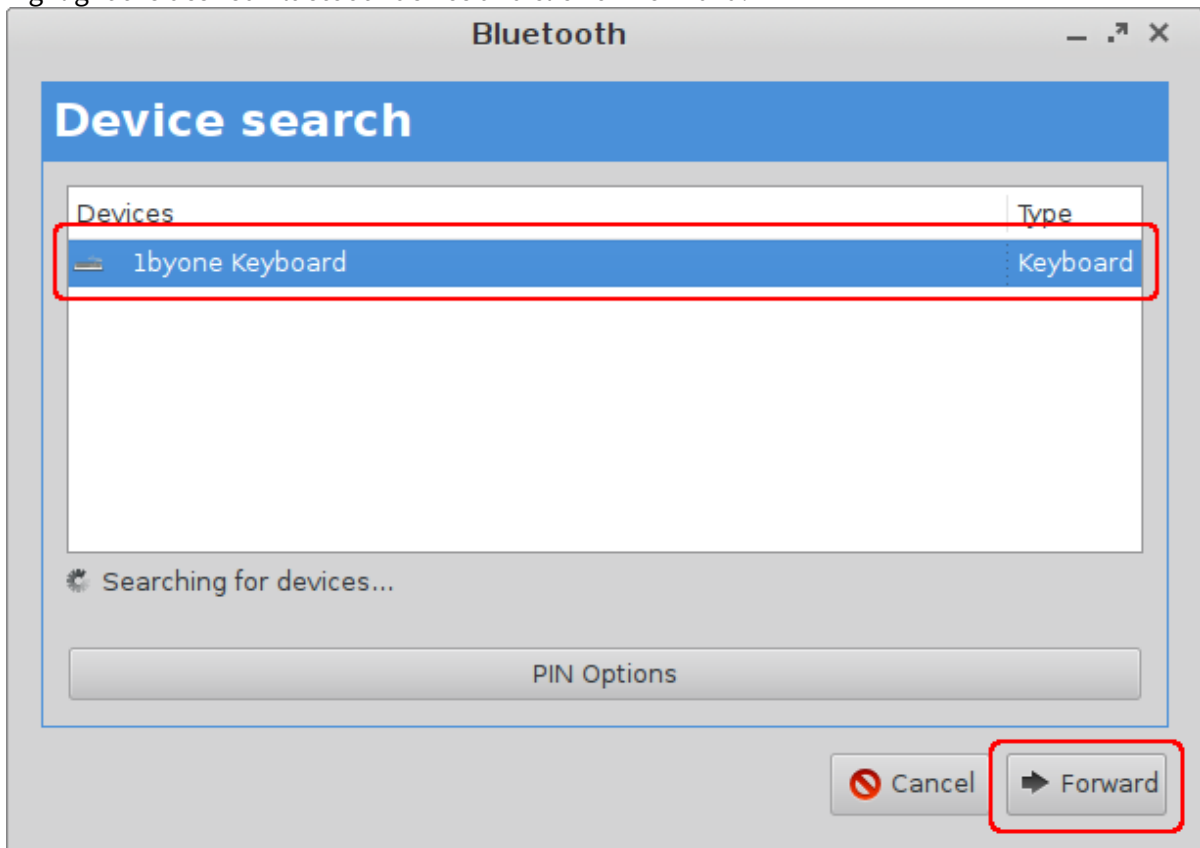 Bluetooth
Device search
Devices Type
1byone Keyboard Keyboard
Searching for devices...
PIN Options
Cancel Forward